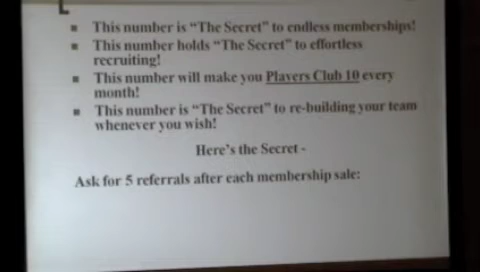 This number is "The Secret" to endless memberships!
This number holds "The Secret" to effortless
recruiting!
This number will make you Players Club 10 every
month!
This number is "The Secret" to re-building your team
whenever you wish!
Here's the Secret -
Ask for 5 referrals after each membership sale: